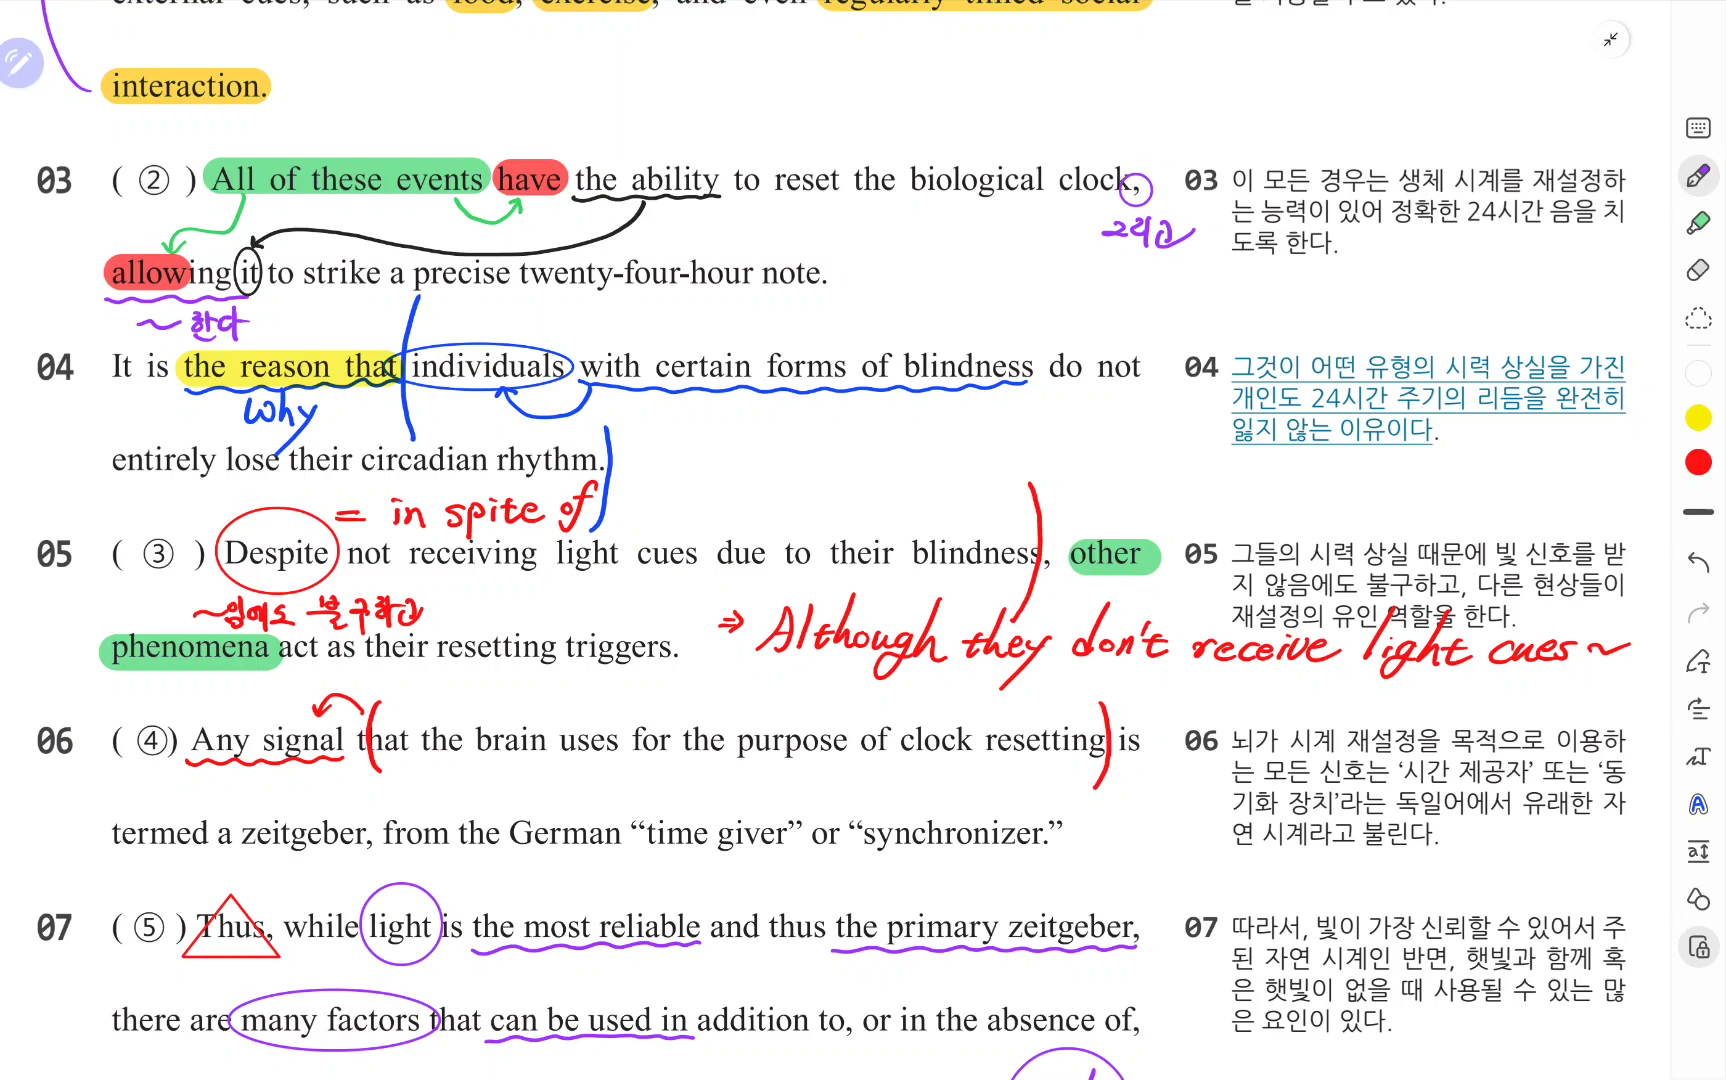 external cues, such as food, exercise, and even regularly timed social
interaction.
03 ( ② ) All of these events have the ability to reset the biological clock,
그리고
allowing it to strike a precise twenty-four-hour note.
~ 한다
03 이 모든 경우는 생체 시계를 재설정하
는 능력이 있어 정확한 24시간 음을 치
도록 한다.
04 It is the reason that individuals with certain forms of blindness do not
why
entirely lose their circadian rhythm.
04 그것이 어떤 유형의 시력 상실을 가진
개인도 24시간 주기의 리듬을 완전히
잃지 않는 이유이다.
= in spite of
05 ( ③ ) Despite not receiving light cues due to their blindness, other
~임에도 불구하고
phenomena act as their resetting triggers.
⇒ Although they don't receive light cues ~
05 그들의 시력 상실 때문에 빛 신호를 받
지 않음에도 불구하고, 다른 현상들이
재설정의 유인 역할을 한다.
06 ( ④ ) Any signal that the brain uses for the purpose of clock resetting is
termed a zeitgeber, from the German “time giver” or “synchronizer.”
06 뇌가 시계 재설정을 목적으로 이용하
는 모든 신호는 ‘시간 제공자’ 또는 ‘동
기화 장치’라는 독일어에서 유래한 자
연 시계라고 불린다.
07 ( ⑤ ) Thus, while light is the most reliable and thus the primary zeitgeber,
there are many factors that can be used in addition to, or in the absence of,
07 따라서, 빛이 가장 신뢰할 수 있어서 주
된 자연 시계인 반면, 햇빛과 함께 혹
은 햇빛이 없을 때 사용될 수 있는 많
은 요인이 있다.